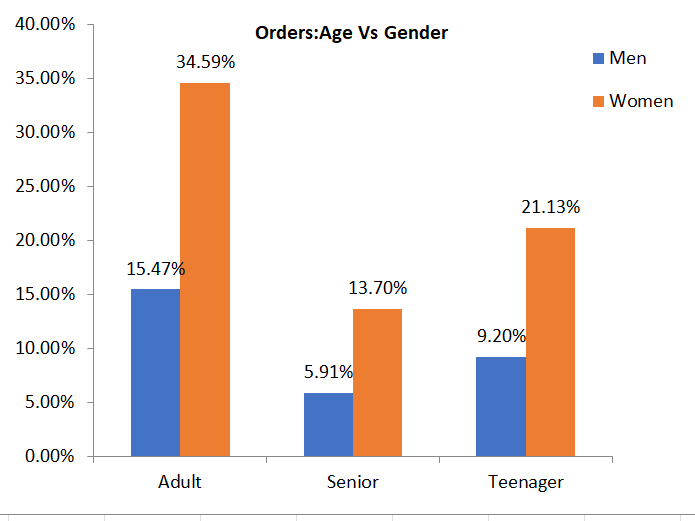 Orders:Age Vs Gender
Men
Women
40.00%
35.00%
30.00%
25.00%
20.00%
15.00%
10.00%
5.00%
0.00%
15.47%
34.59%
5.91%
13.70%
9.20%
21.13%
Adult
Senior
Teenager